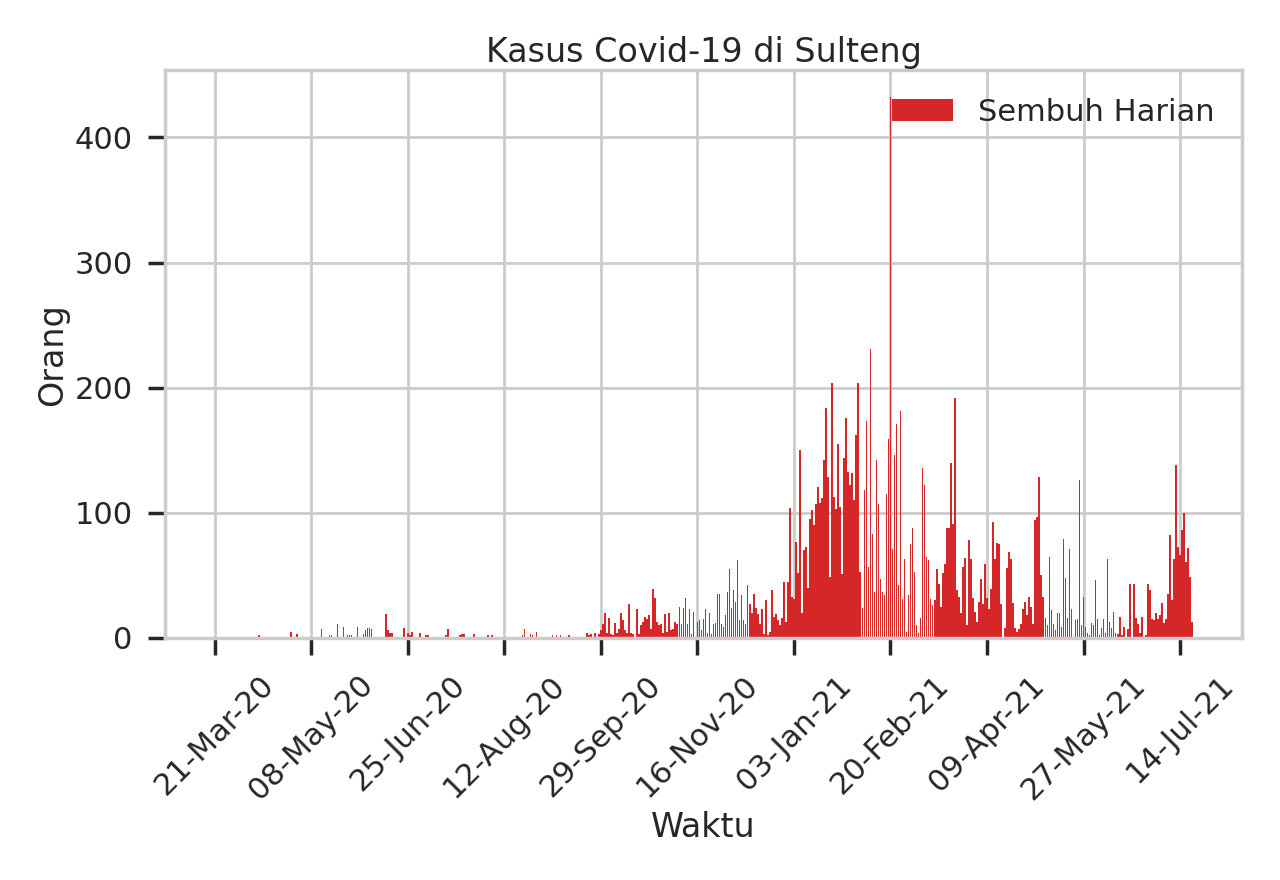 Kasus Covid-19 di Sulteng
Sembuh Harian
400
300
200
100
0
Orang
21-Mar-20
08-May-20
25-Jun-20
12-Aug-20
29-Sep-20
16-Nov-20
03-Jan-21
20-Feb-21
09-Apr-21
27-May-21
14-Jul-21
Waktu